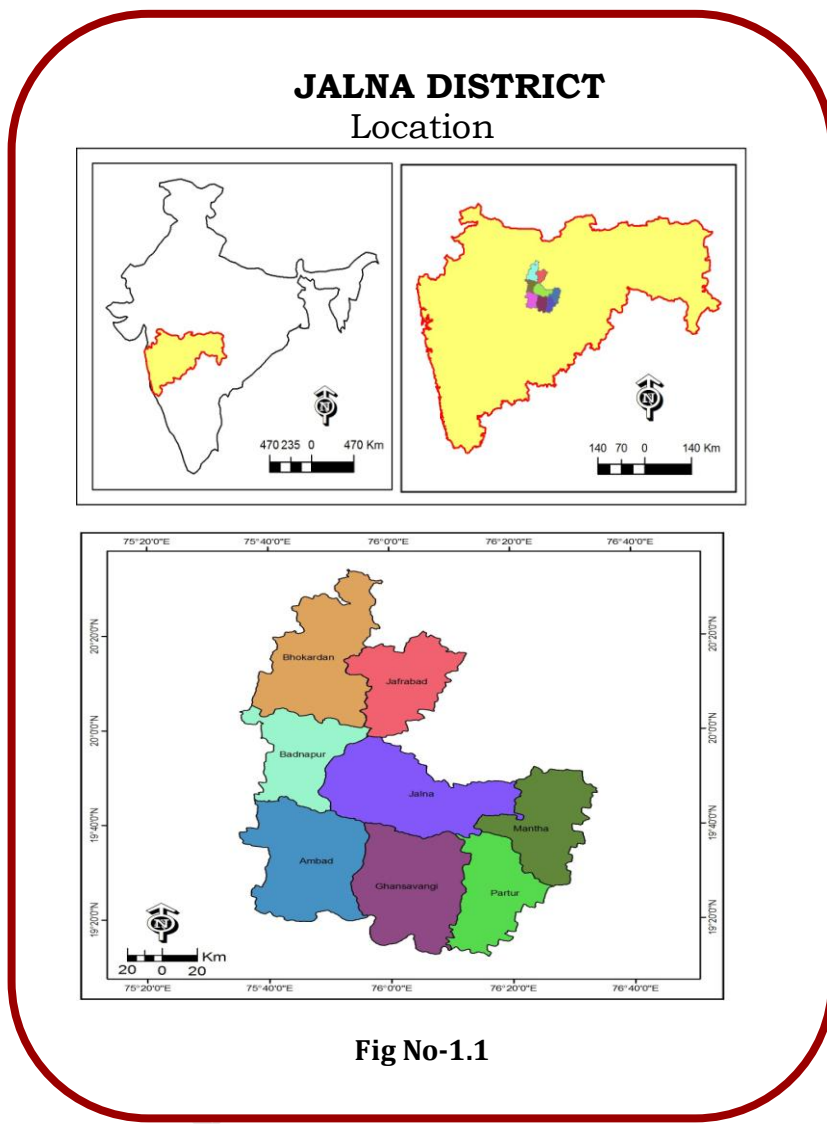 JALNA DISTRICT
Location
N
470 235 0 470 Km
N
140 70 0 140 Km
75°20'0"E 75°40'0"E 76°0'0"E 76°20'0"E 76°40'0"E
20°20'0"N 20°20'0"N
Bhokardan
Jafrabad
20°0'0"N 20°0'0"N
Badnapur
Jalna
19°40'0"N 19°40'0"N
Mantha
Ambad
Ghansavangi
Partur
19°20'0"N 19°20'0"N
N
Km
20 0 20
75°20'0"E 75°40'0"E 76°0'0"E 76°20'0"E 76°40'0"E
Fig No-1.1